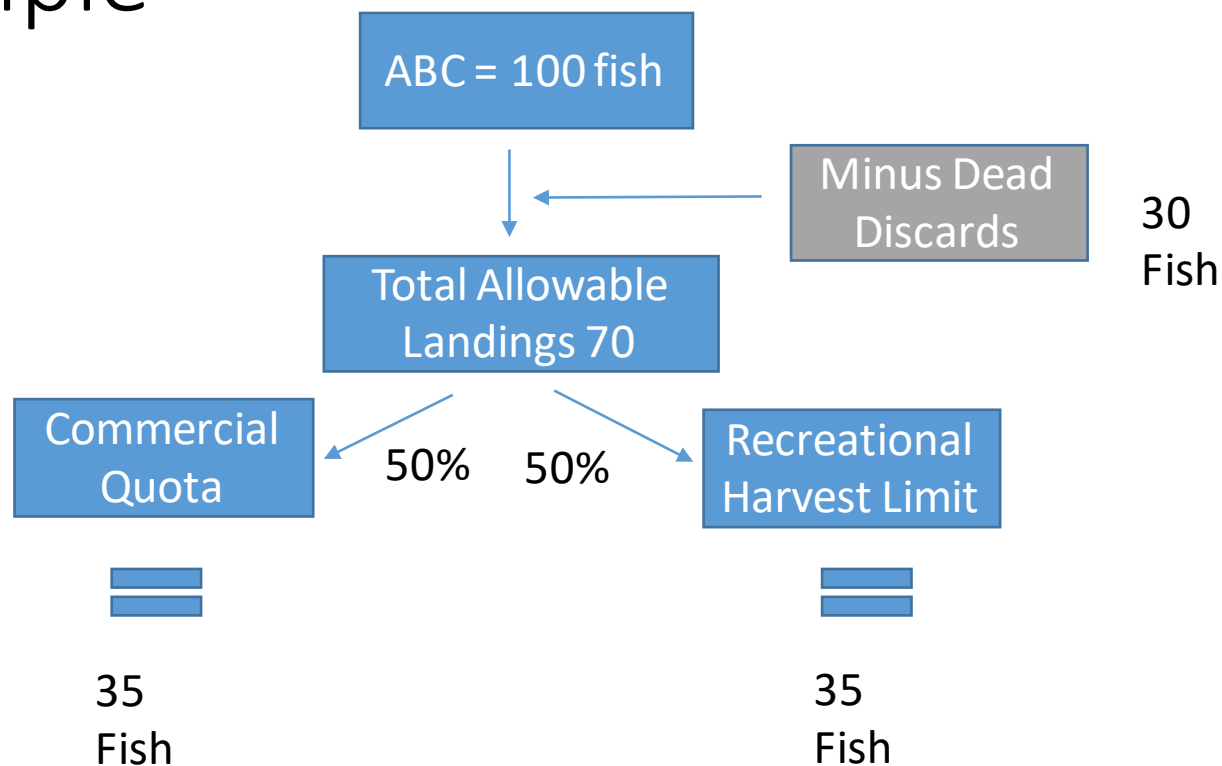 ABC = 100 fish
Minus Dead
Discards
30
Fish
Total Allowable
Landings 70
Commercial
Quota
50%
50%
Recreational
Harvest Limit
35
Fish
35
Fish